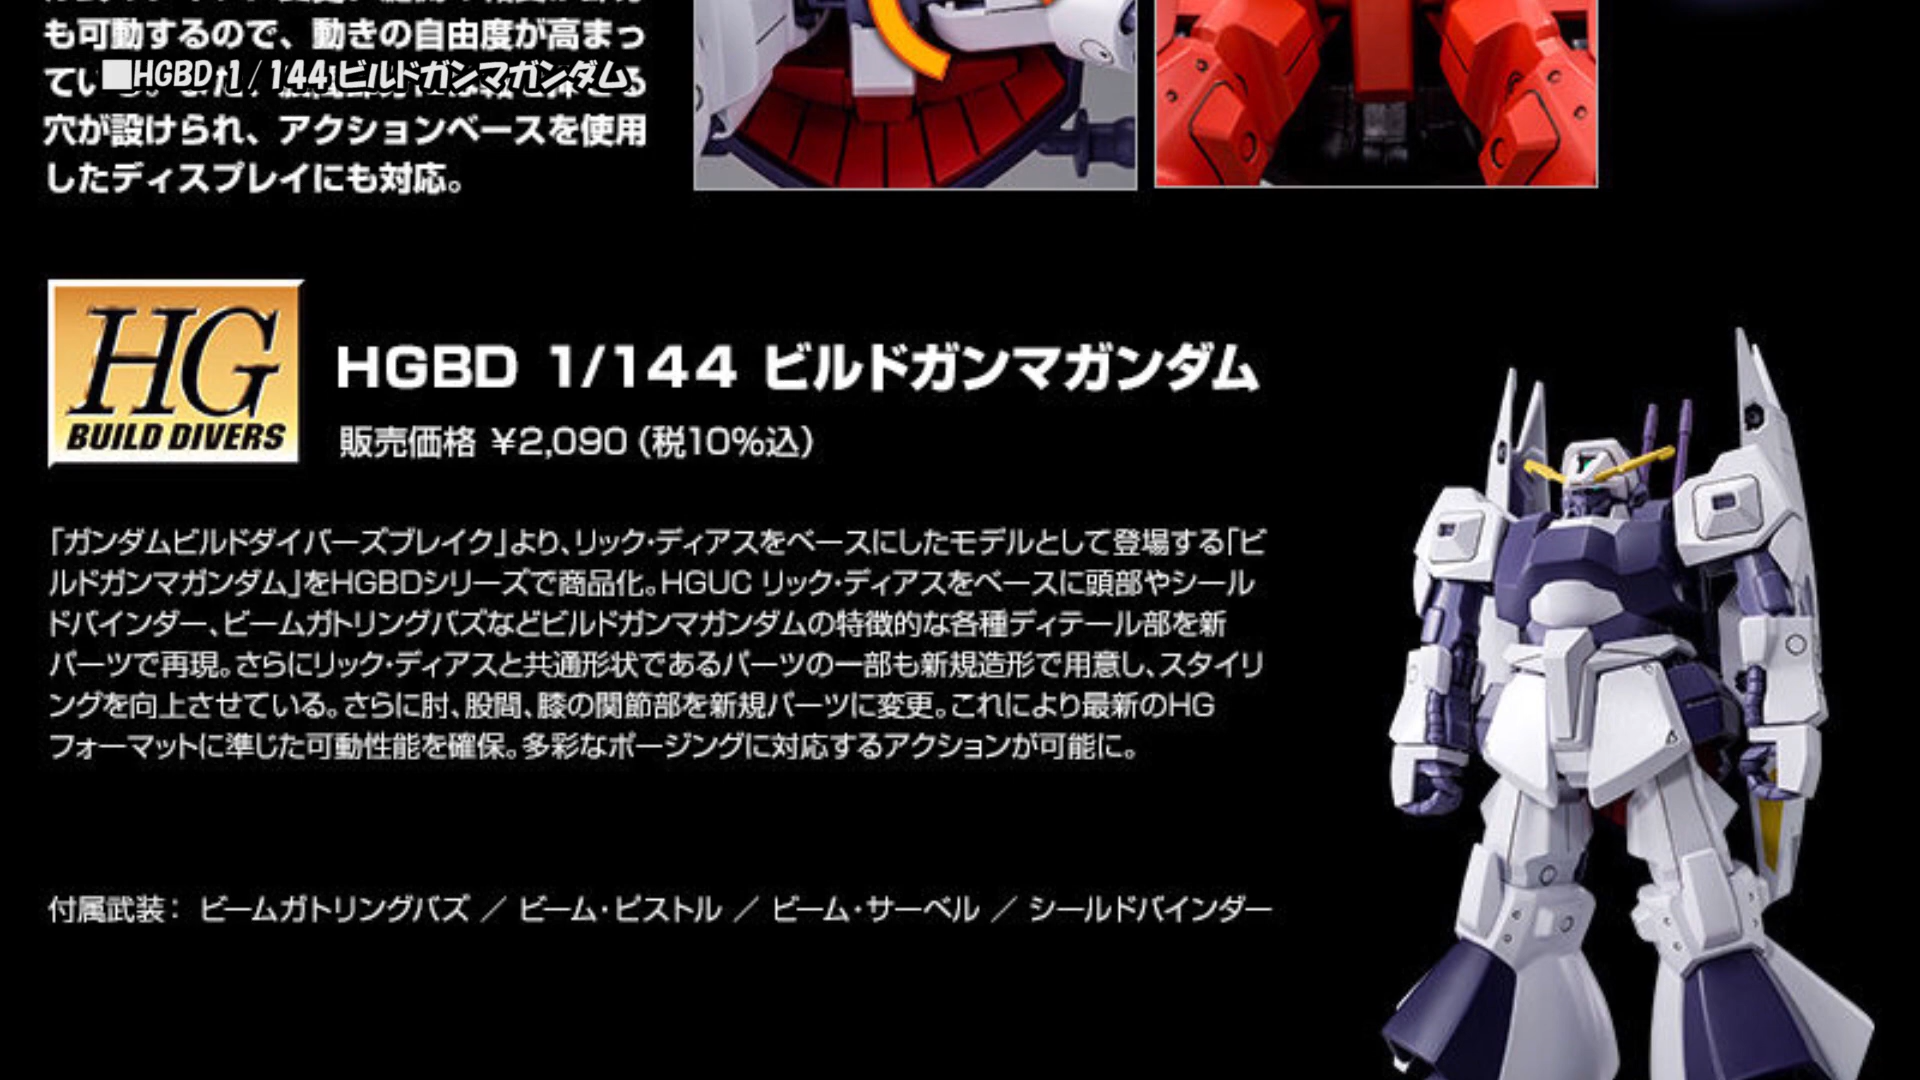 も可動するので、動きの自由度が高まっ
■HGBD 1/144 ビルドガンマガンダム
穴が設けられ、アクションベースを使用
したディスプレイにも対応。
HG
BUILD DIVERS
HGBD 1/144 ビルドガンマガンダム
販売価格 ¥2,090（税10%込）
「ガンダムビルドダイバーズブレイク」より、リック・ディアスをベースにしたモデルとして登場する「ビ
ルドガンマガンダム」をHGBDシリーズで商品化。HGUC リック・ディアスをベースに頭部やシール
ドバインダー、ビームガトリングバズなどビルドガンマガンダムの特徴的な各種ディテール部を新
パーツで再現。さらにリック・ディアスと共通形状であるパーツの一部も新規造形で用意し、スタイリ
ングを向上させている。さらに肘、股間、膝の関節部を新規パーツに変更。これにより最新のHG
フォーマットに準じた可動性能を確保。多彩なポージングに対応するアクションが可能に。
付属武装： ビームガトリングバズ ／ ビーム・ピストル ／ ビーム・サーベル ／ シールドバインダー